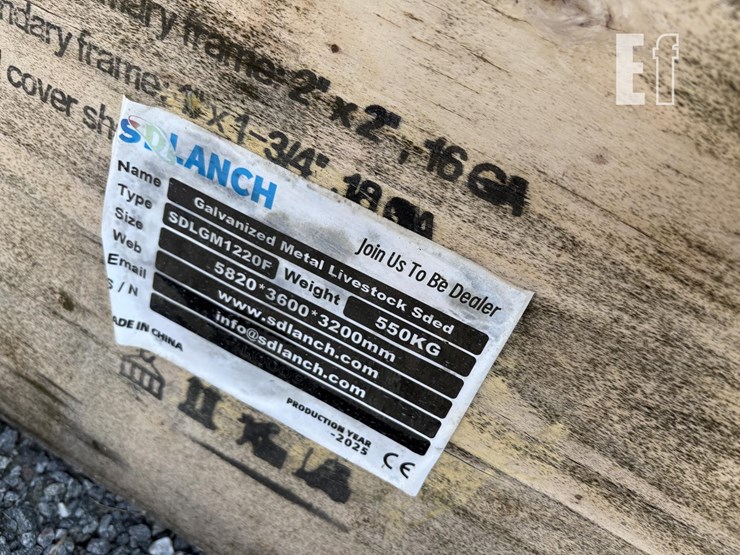 mary frame: 2" x 2", 16 GA
ndary frame: 1" x 1-3/4", 18 GA
cover sh
SDLANCH
Join Us To Be Dealer
Name Galvanized Metal Livestock Sded
Type SDLGM1220F Weight 550KG
Size 5820*3600*3200mm
Web www.sdlanch.com
Email info@sdlanch.com
S / N
ADE IN CHINA
PRODUCTION YEAR
-2025
CE
Ef